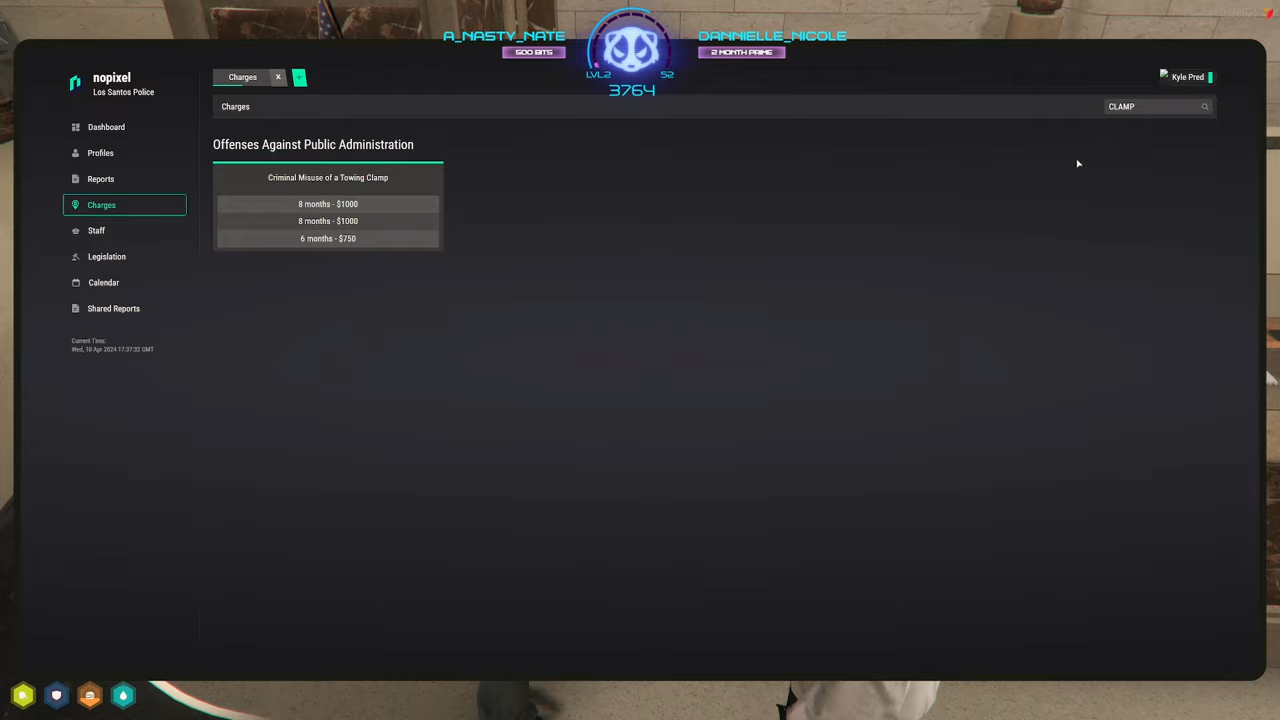 A_NASTY_NATE
500 BITS
DANNIELLE_NICOLE
2 MONTH PRIME
LVL2
52
3764
nopixel
Los Santos Police
Charges
x
+
Kyle Pred
Charges
CLAMP
Dashboard
Profiles
Reports
Charges
Staff
Legislation
Calendar
Shared Reports
Current Time:
Wed, 10 Apr 2024 17:37:32 GMT
Offenses Against Public Administration
Criminal Misuse of a Towing Clamp
8 months - $1000
8 months - $1000
6 months - $750